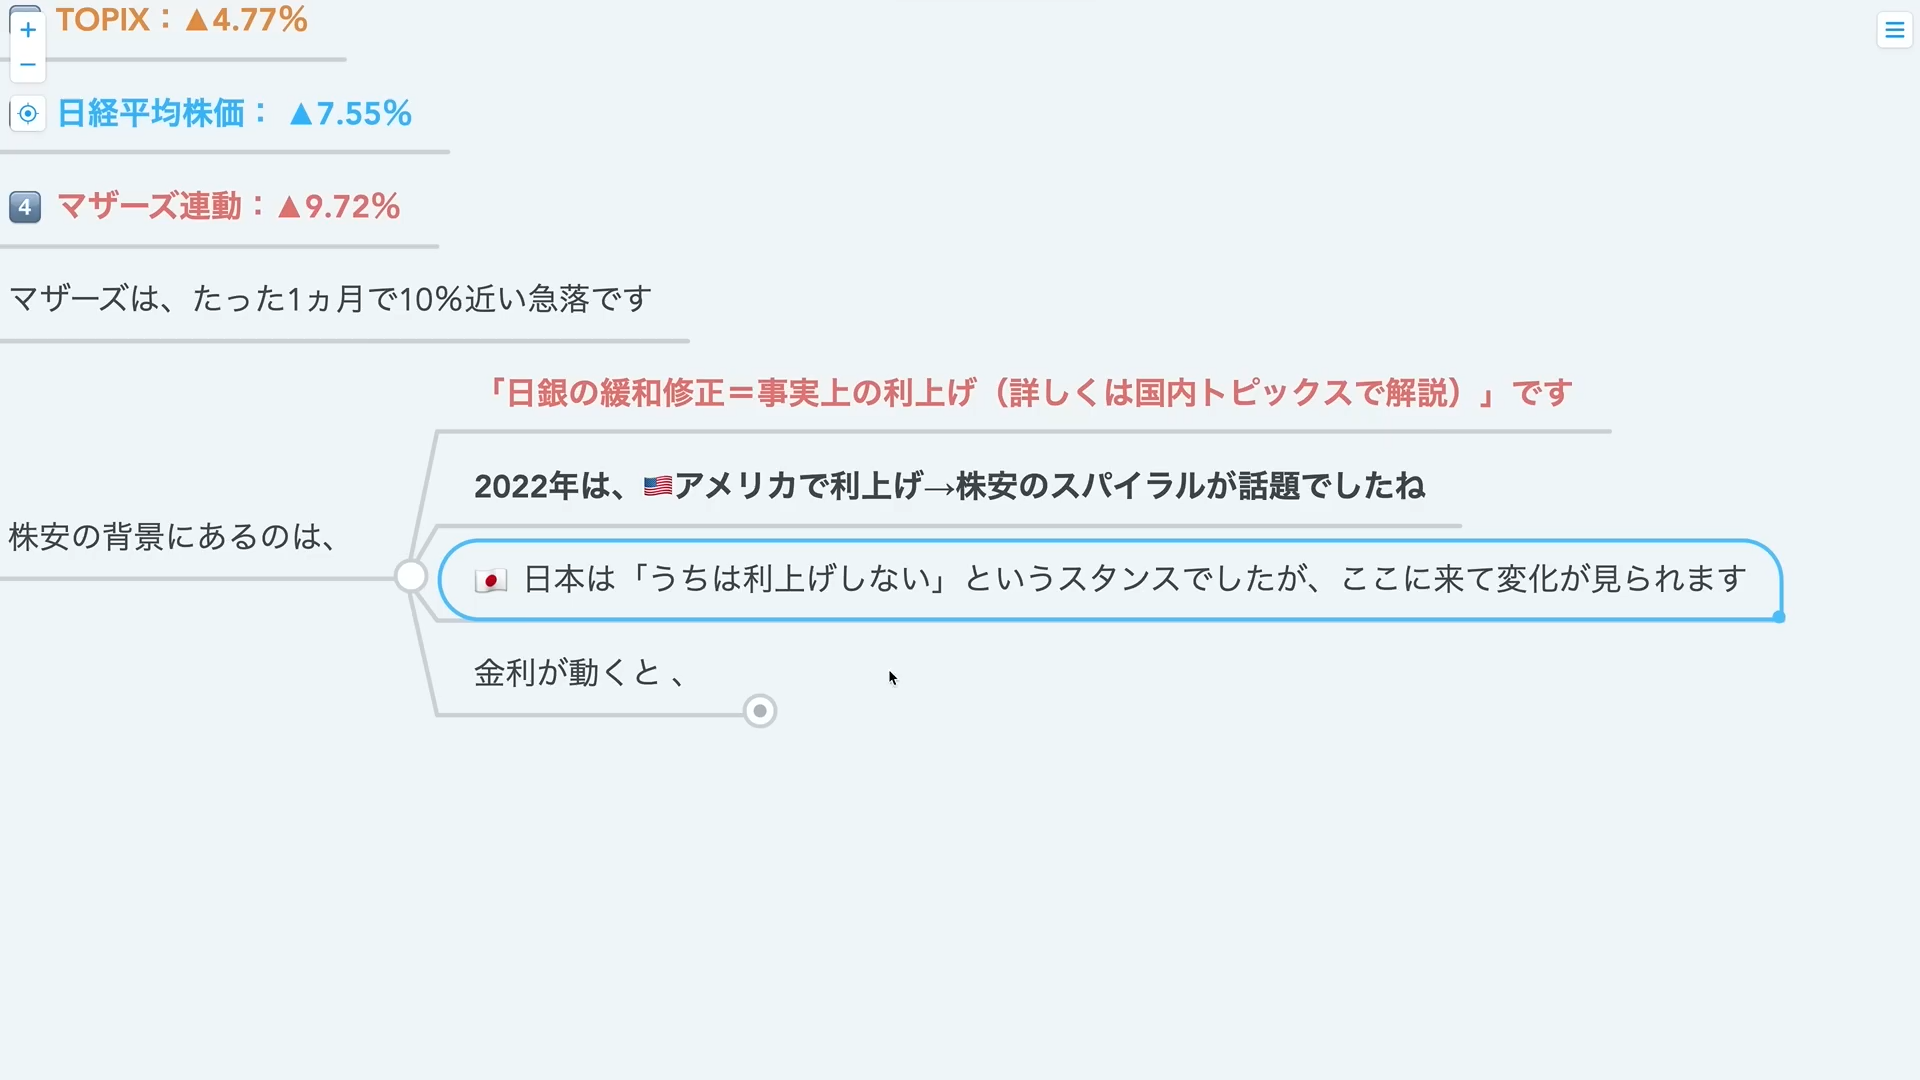 TOPIX：▲4.77%
日経平均株価： ▲7.55%
4 マザーズ連動：▲9.72%
マザーズは、たった1ヵ月で10%近い急落です
「日銀の緩和修正＝事実上の利上げ（詳しくは国内トピックスで解説）」です
2022年は、🇺🇸アメリカで利上げ→株安のスパイラルが話題でしたね
株安の背景にあるのは、
🇯🇵 日本は「うちは利上げしない」というスタンスでしたが、ここに来て変化が見られます
金利が動くと 、